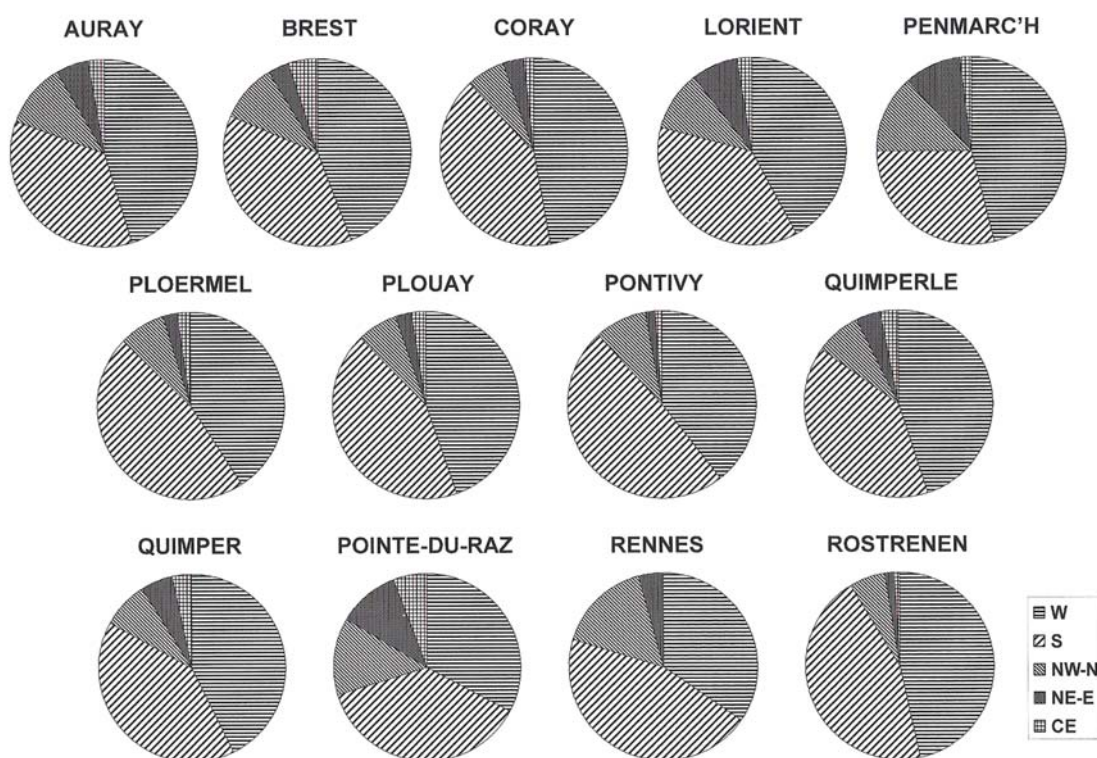 AURAY BREST CORAY LORIENT PENMARC'H
PLOERMEL PLOUAY PONTIVY QUIMPERLE
QUIMPER POINTE-DU-RAZ RENNES ROSTRENEN
W
S
NW-N
NE-E
CE